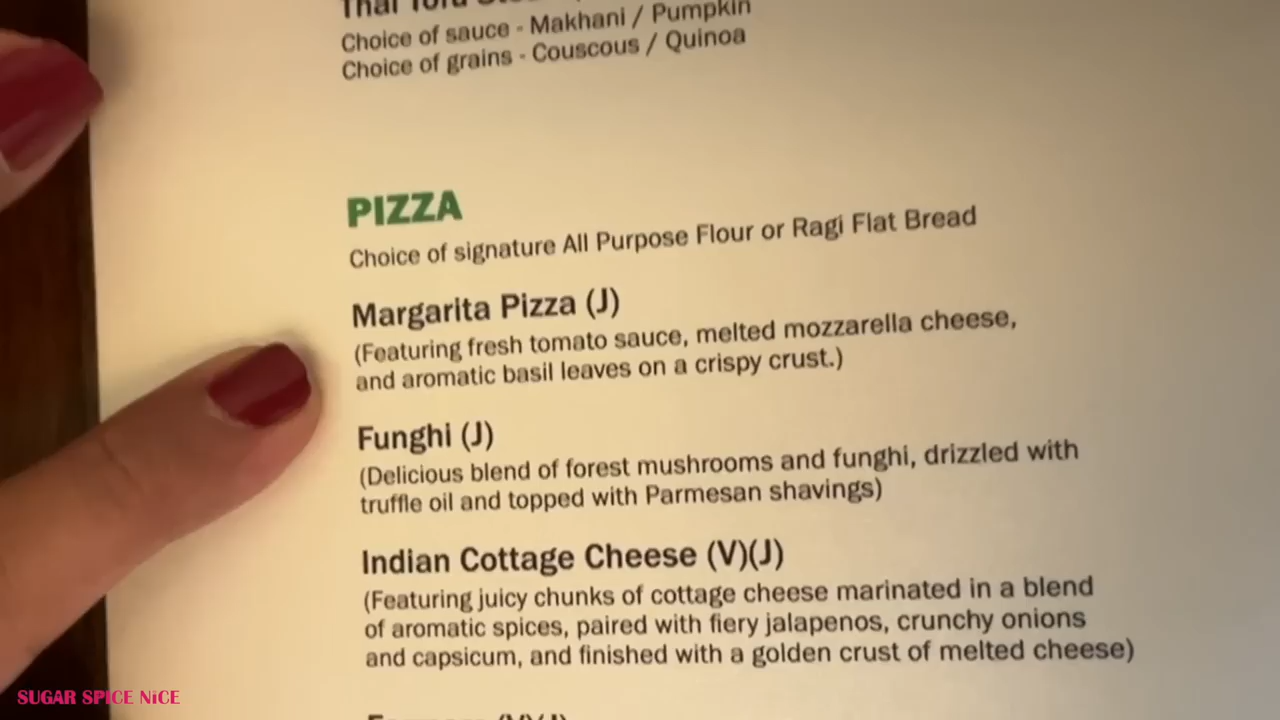 Thai Tofu
Choice of sauce - Makhani / Pumpkin
Choice of grains - Couscous / Quinoa
PIZZA
Choice of signature All Purpose Flour or Ragi Flat Bread
Margarita Pizza (J)
(Featuring fresh tomato sauce, melted mozzarella cheese,
and aromatic basil leaves on a crispy crust.)
Funghi (J)
(Delicious blend of forest mushrooms and funghi, drizzled with
truffle oil and topped with Parmesan shavings)
Indian Cottage Cheese (V)(J)
(Featuring juicy chunks of cottage cheese marinated in a blend
of aromatic spices, paired with fiery jalapenos, crunchy onions
and capsicum, and finished with a golden crust of melted cheese)
SUGAR SPICE NiCE